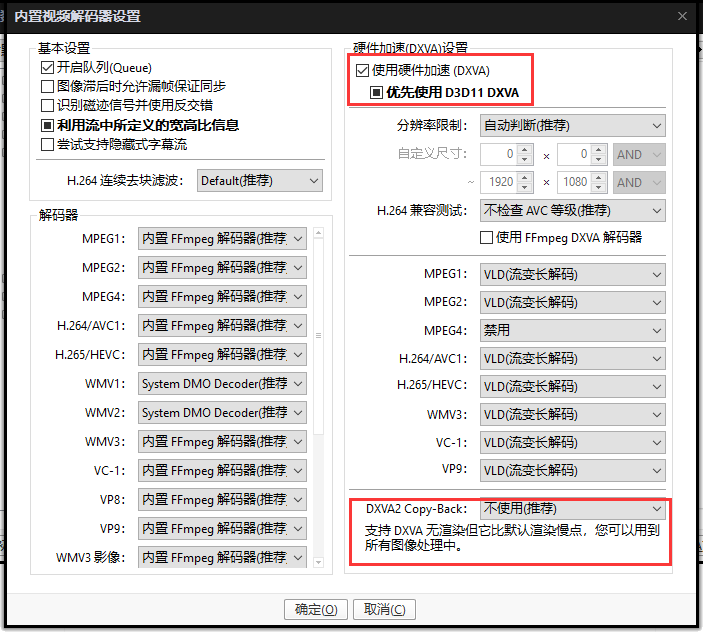 内置视频解码器设置
基本设置
开启队列(Queue)
图像滞后时允许漏帧保证同步
识别磁迹信号并使用反交错
利用流中所定义的宽高比信息
尝试支持隐藏式字幕流
H.264 连续去块滤波: Default(推荐)
解码器
MPEG1: 内置 FFmpeg 解码器(推荐
MPEG2: 内置 FFmpeg 解码器(推荐
MPEG4: 内置 FFmpeg 解码器(推荐
H.264/AVC1: 内置 FFmpeg 解码器(推荐
H.265/HEVC: 内置 FFmpeg 解码器(推荐
WMV1: System DMO Decoder(推荐
WMV2: System DMO Decoder(推荐
WMV3: 内置 FFmpeg 解码器(推荐
VC-1: 内置 FFmpeg 解码器(推荐
VP8: 内置 FFmpeg 解码器(推荐
VP9: 内置 FFmpeg 解码器(推荐
WMV3 影像: 内置 FFmpeg 解码器(推荐
硬件加速(DXVA)设置
使用硬件加速 (DXVA)
优先使用 D3D11 DXVA
分辨率限制: 自动判断(推荐)
自定义尺寸: 0 × 0 AND
~ 1920 × 1080 AND
H.264 兼容测试: 不检查 AVC 等级(推荐)
使用 FFmpeg DXVA 解码器
MPEG1: VLD(流变长解码)
MPEG2: VLD(流变长解码)
MPEG4: 禁用
H.264/AVC1: VLD(流变长解码)
H.265/HEVC: VLD(流变长解码)
WMV3: VLD(流变长解码)
VC-1: VLD(流变长解码)
VP9: VLD(流变长解码)
DXVA2 Copy-Back: 不使用(推荐)
支持 DXVA 无渲染但它比默认渲染慢点，您可以用到
所有图像处理中。
确定(O) 取消(C)